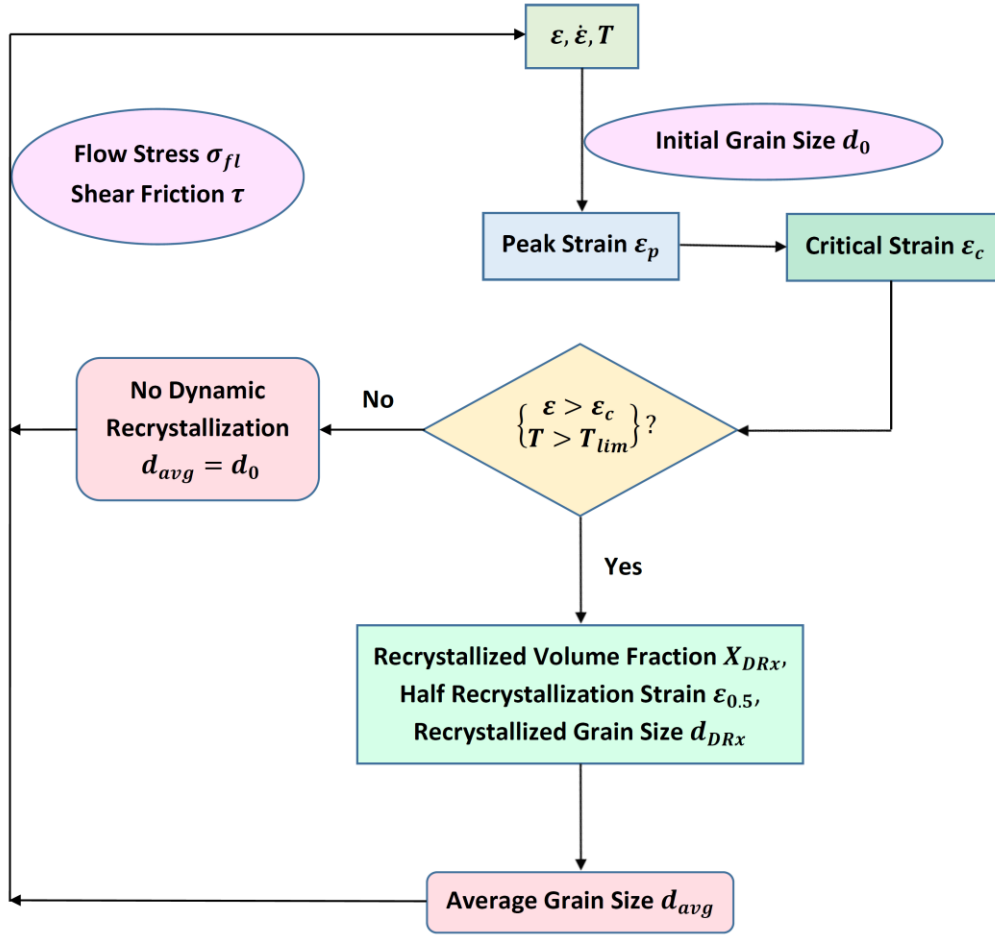 ε, ε̇, T
Flow Stress σ_fl
Shear Friction τ
Initial Grain Size d_0
Peak Strain ε_p
Critical Strain ε_c
No Dynamic
Recrystallization
d_avg = d_0
No
{ε > ε_c
T > T_lim}?
Yes
Recrystallized Volume Fraction X_DRx,
Half Recrystallization Strain ε_0.5,
Recrystallized Grain Size d_DRx
Average Grain Size d_avg